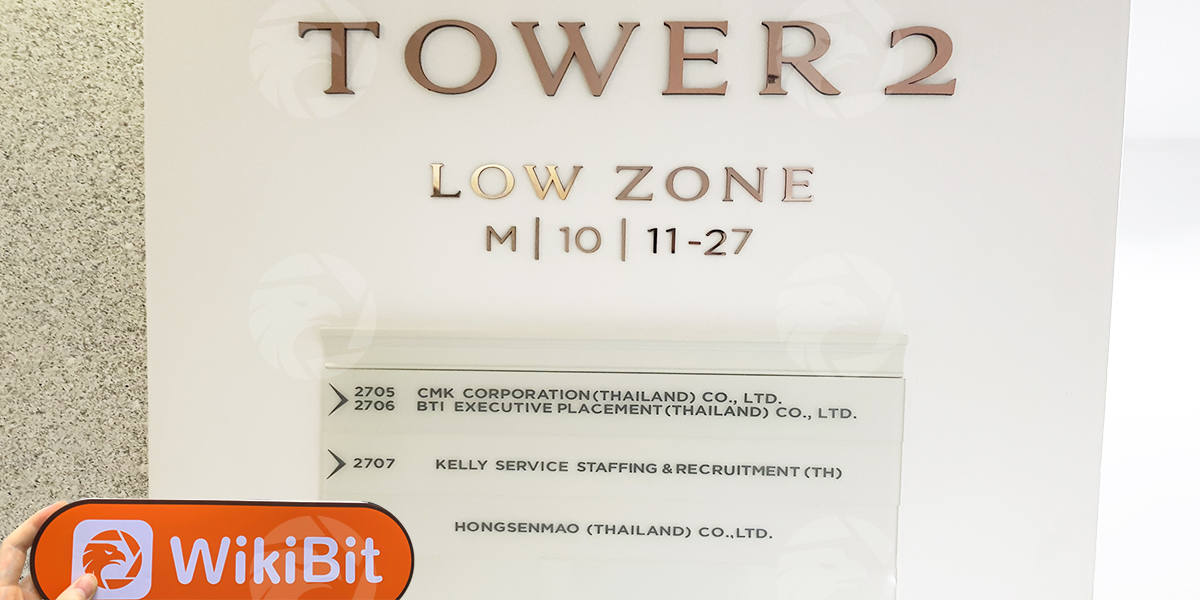 TOWER 2
LOW ZONE
M | 10 | 11-27
2705 CMK CORPORATION (THAILAND) CO., LTD.
2706 BTI EXECUTIVE PLACEMENT (THAILAND) CO., LTD.
2707 KELLY SERVICE STAFFING & RECRUITMENT (TH)
HONGSENMAO (THAILAND) CO.,LTD.
WikiBit